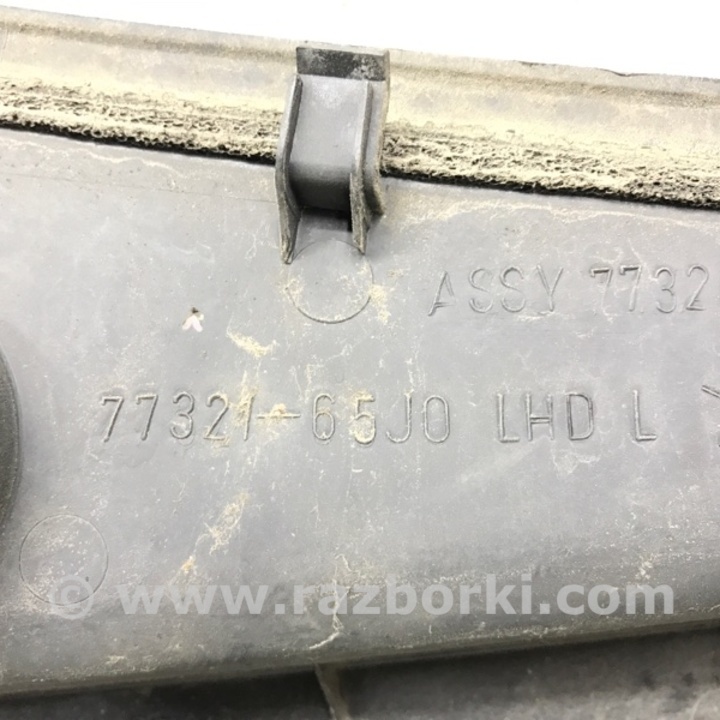 ASSY 7732
77321-65J0 LHD L
© www.razborki.com